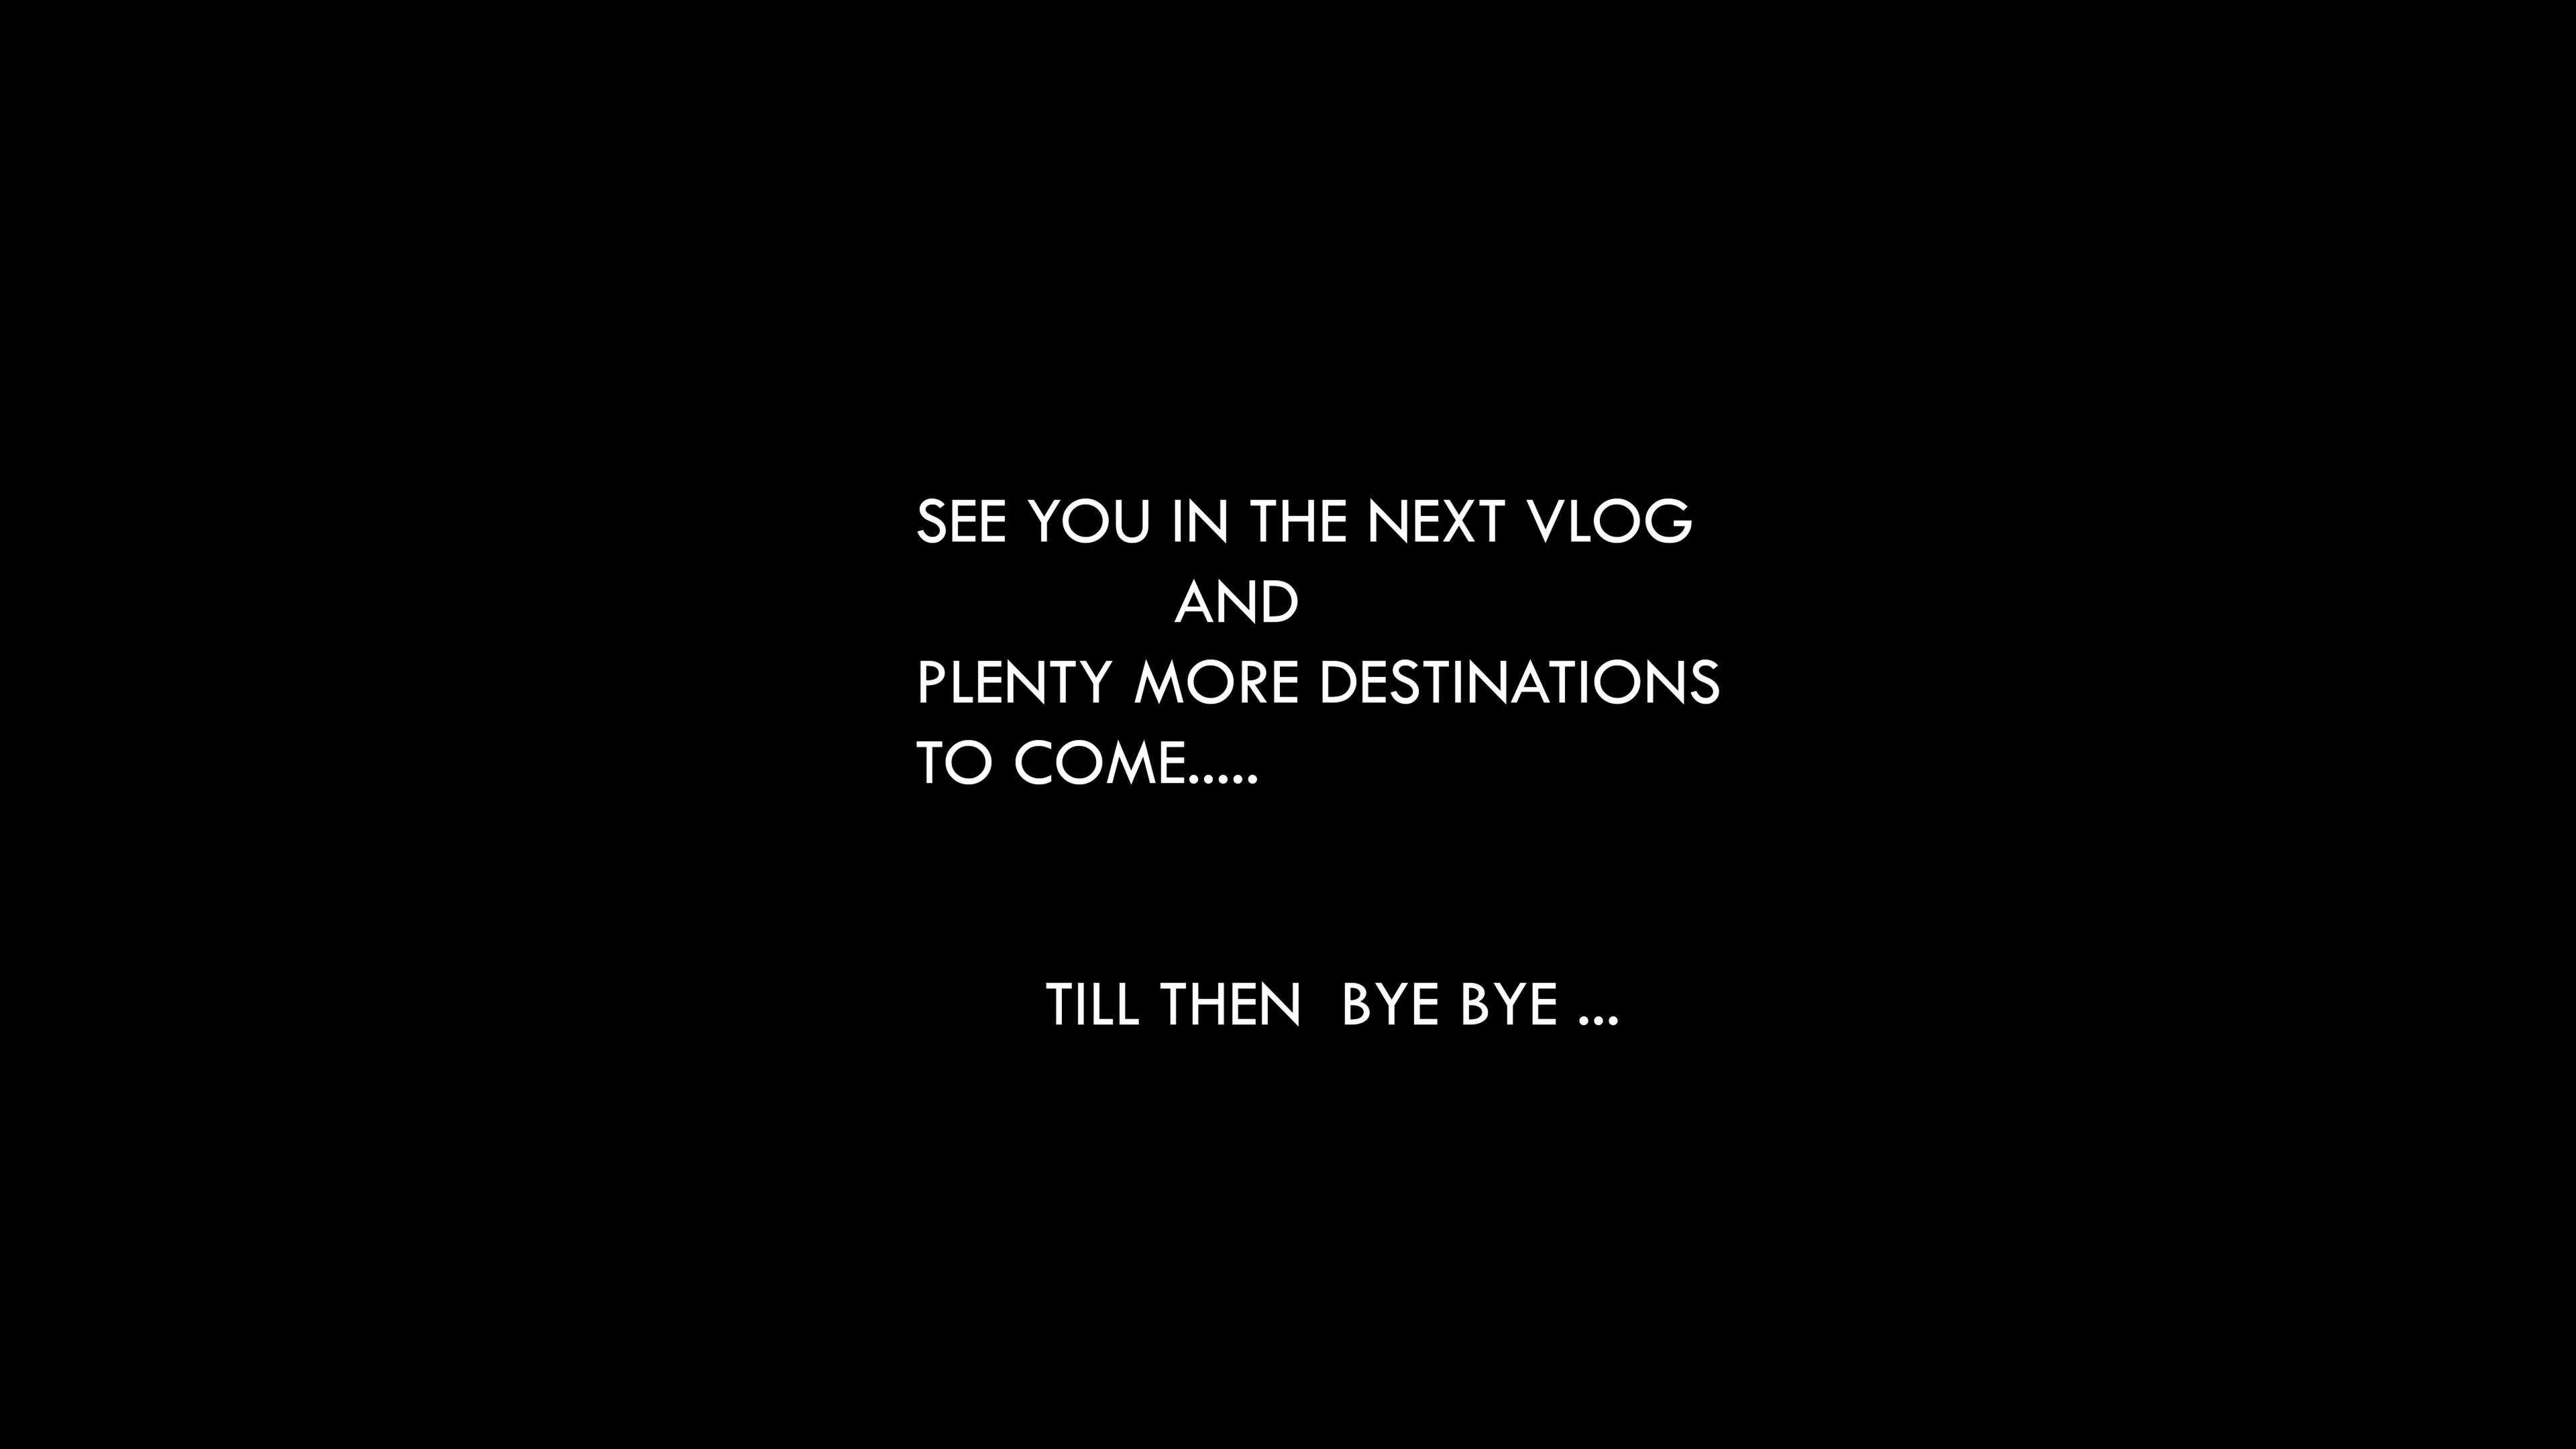 SEE YOU IN THE NEXT VLOG
AND
PLENTY MORE DESTINATIONS
TO COME.....
TILL THEN  BYE BYE ...